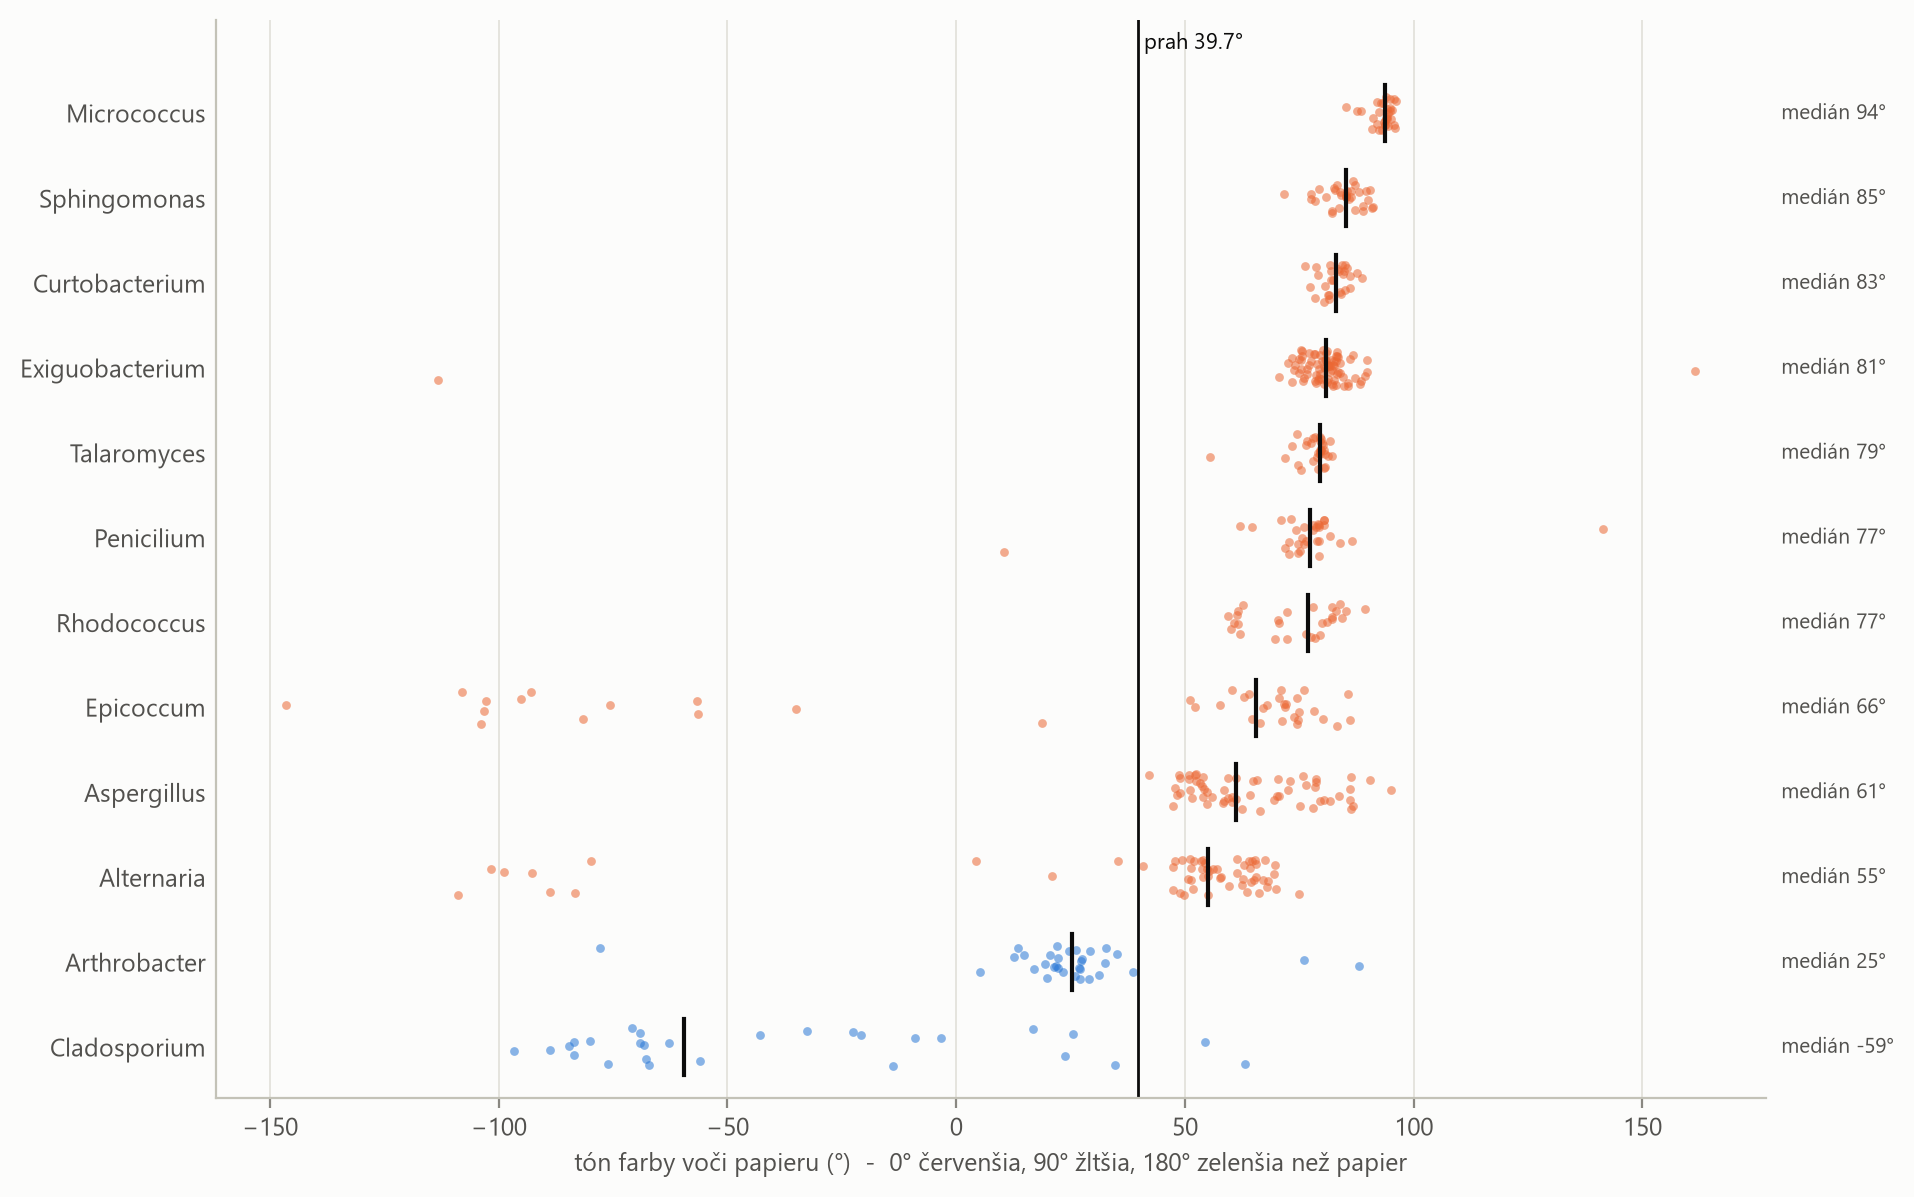 prah 39.7°
Micrococcus medián 94°
Sphingomonas medián 85°
Curtobacterium medián 83°
Exiguobacterium medián 81°
Talaromyces medián 79°
Penicilium medián 77°
Rhodococcus medián 77°
Epicoccum medián 66°
Aspergillus medián 61°
Alternaria medián 55°
Arthrobacter medián 25°
Cladosporium medián -59°
−150 −100 −50 0 50 100 150
tón farby voči papieru (°) - 0° červenšia, 90° žltšia, 180° zelenšia než papier